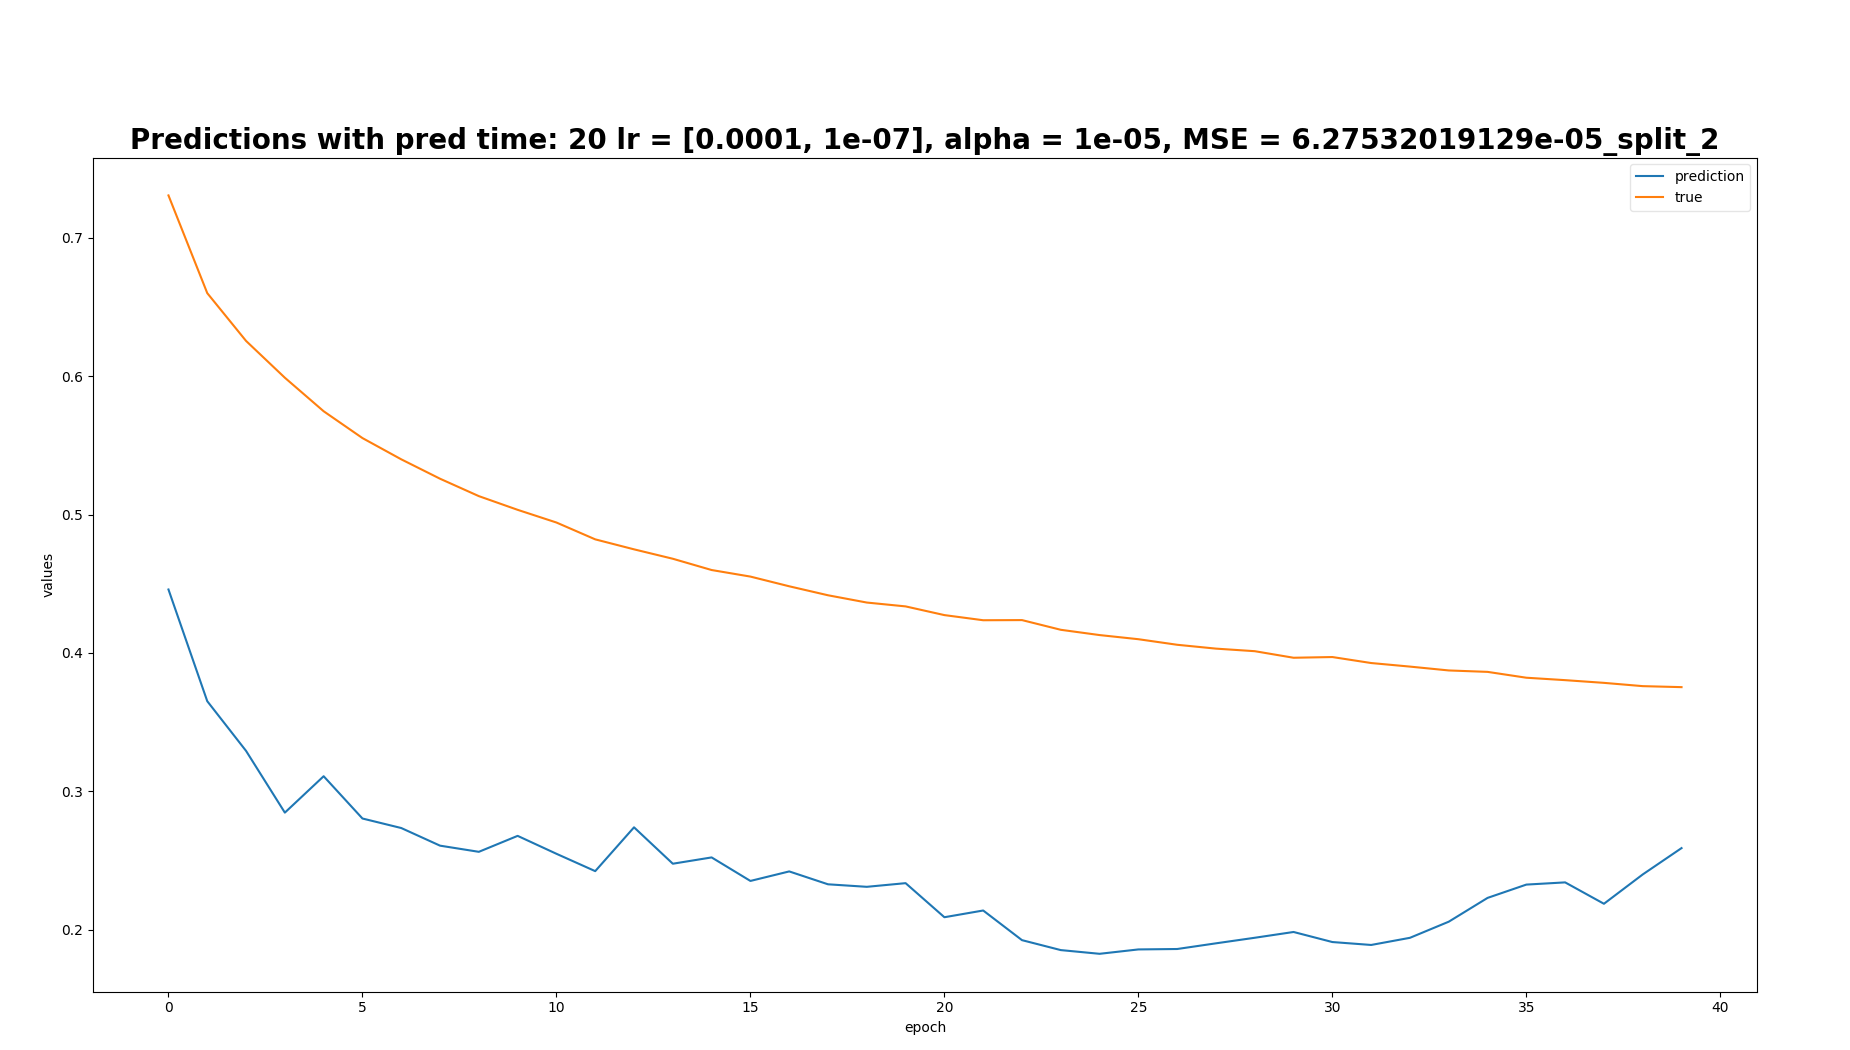 Predictions with pred time: 20 lr = [0.0001, 1e-07], alpha = 1e-05, MSE = 6.27532019129e-05_split_2
prediction
true
0.7
0.6
0.5
0.4
0.3
0.2
values
0 5 10 15 20 25 30 35 40
epoch